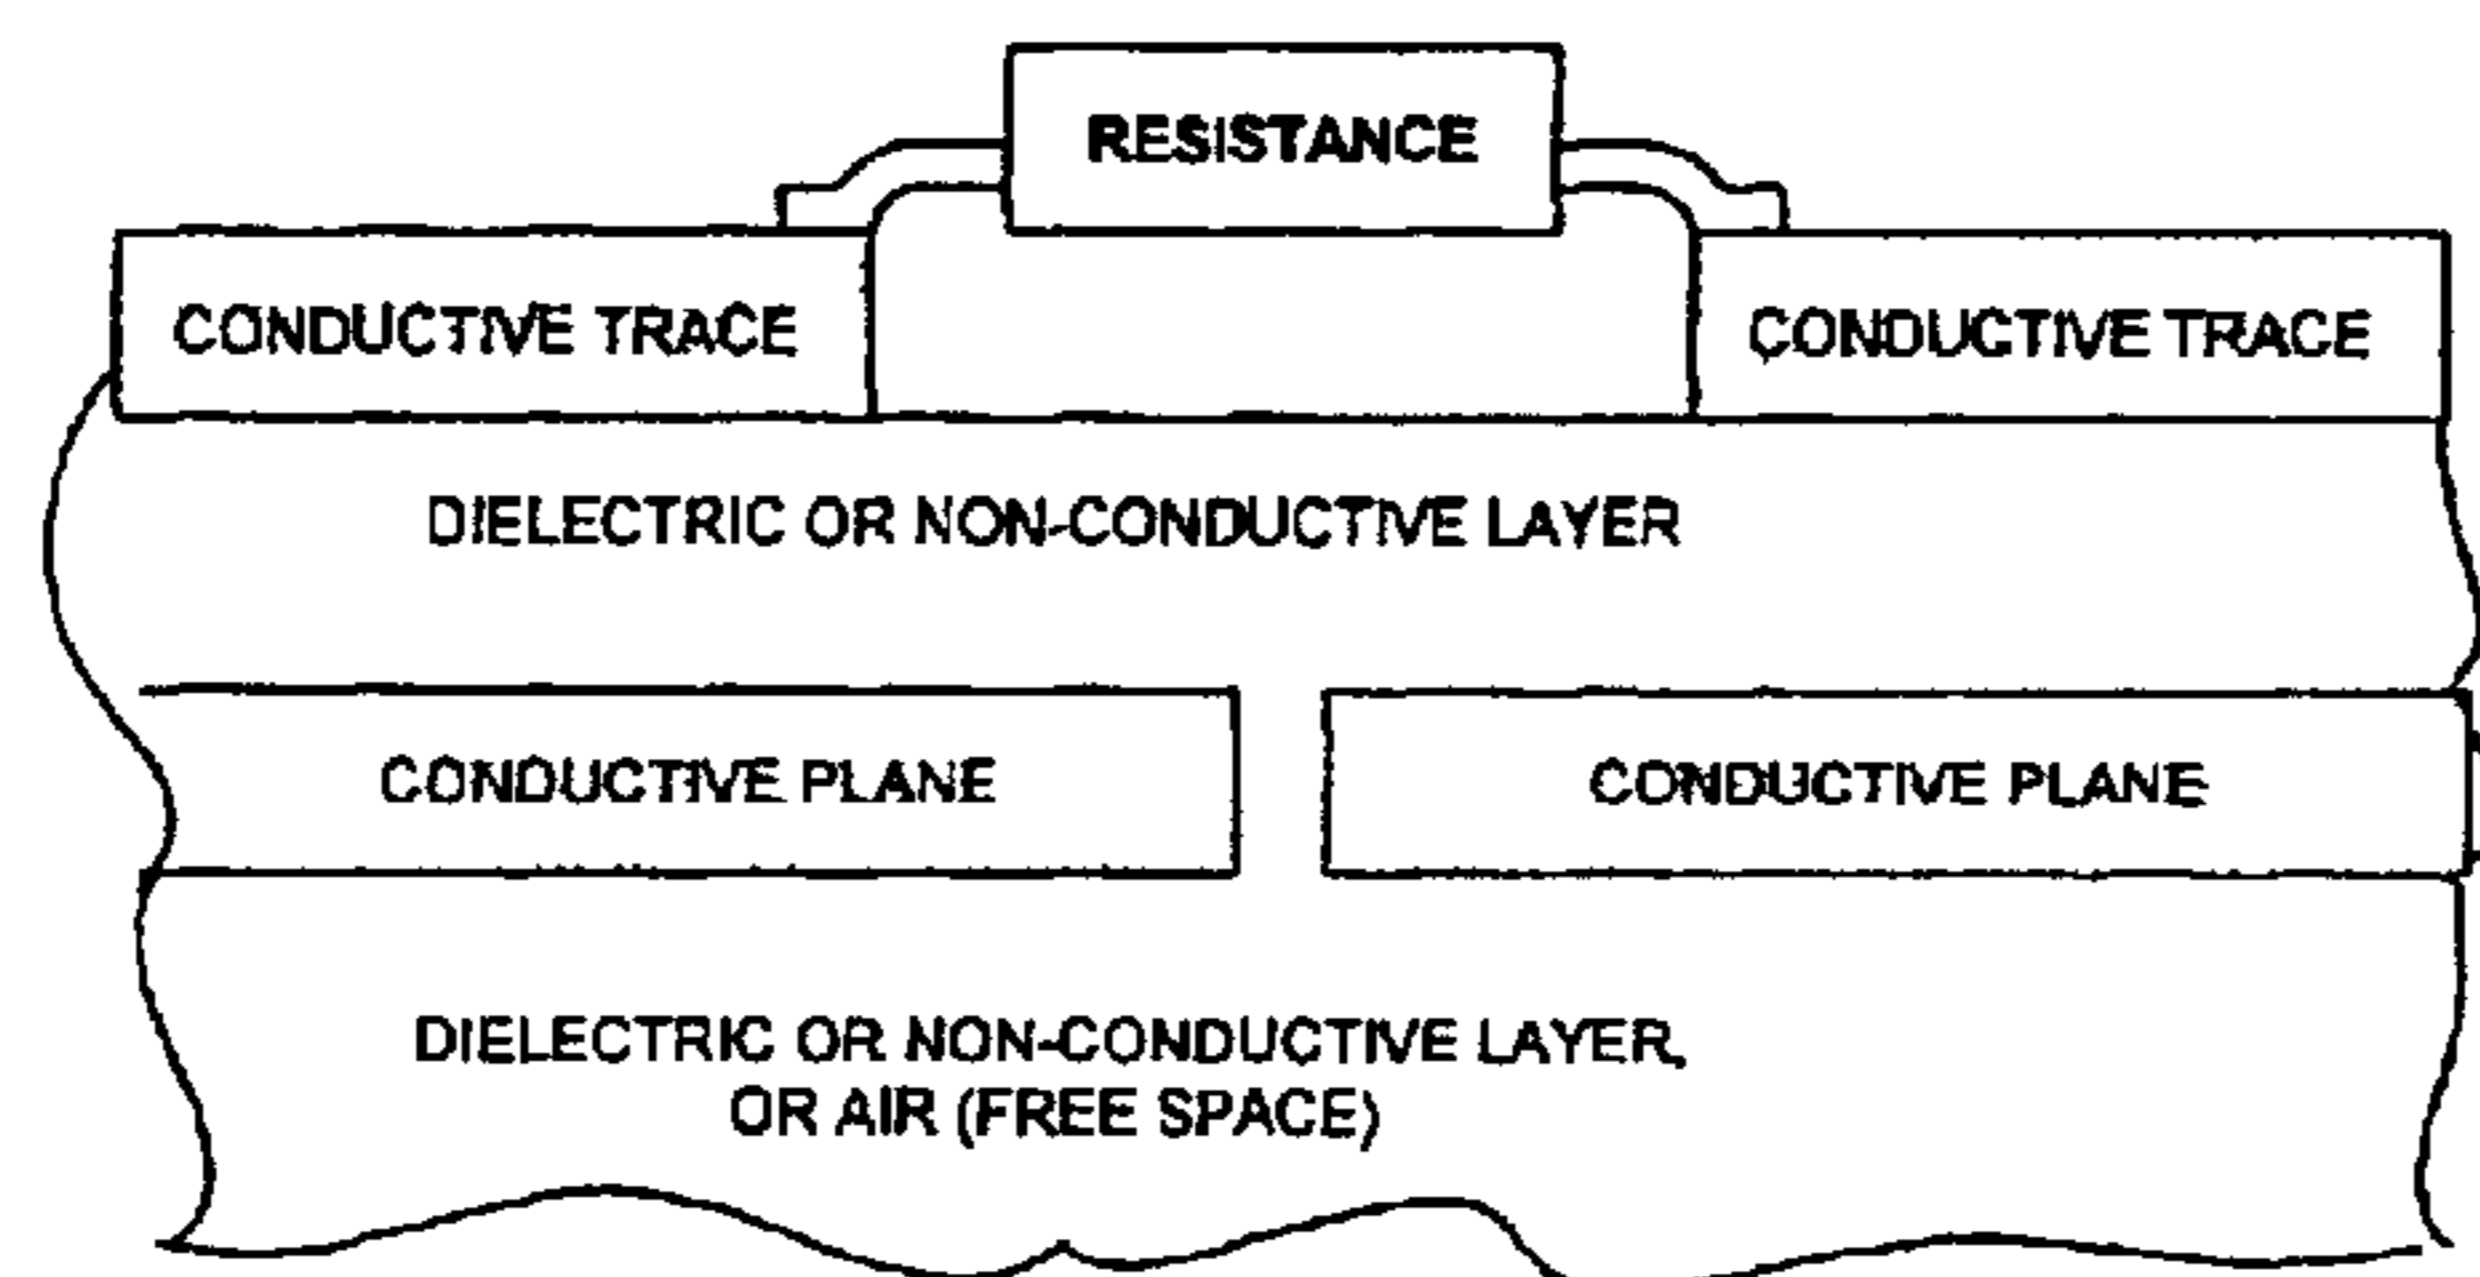 RESISTANCE
CONDUCTIVE TRACE
CONDUCTIVE TRACE
DIELECTRIC OR NON-CONDUCTIVE LAYER
CONDUCTIVE PLANE
CONDUCTIVE PLANE
DIELECTRIC OR NON-CONDUCTIVE LAYER,
OR AIR (FREE SPACE)